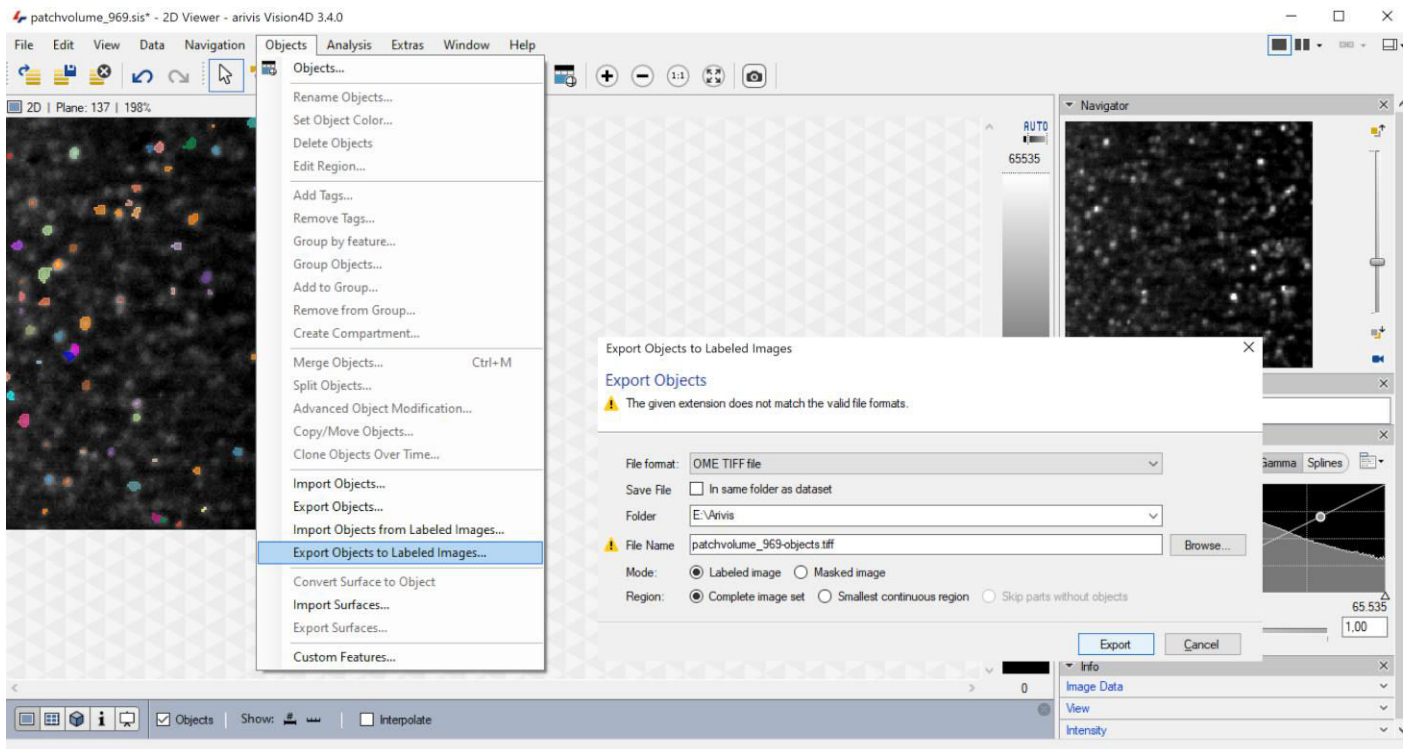 patchvolume_969.sis* - 2D Viewer - arivis Vision4D 3.4.0
File Edit View Data Navigation Objects Analysis Extras Window Help
1:1
2D | Plane: 137 | 198%
Objects...
Rename Objects...
Set Object Color...
Delete Objects
Edit Region...
Add Tags...
Remove Tags...
Group by feature...
Group Objects...
Add to Group...
Remove from Group...
Create Compartment...
Merge Objects... Ctrl+M
Split Objects...
Advanced Object Modification...
Copy/Move Objects...
Clone Objects Over Time...
Import Objects...
Export Objects...
Import Objects from Labeled Images...
Export Objects to Labeled Images...
Convert Surface to Object
Import Surfaces...
Export Surfaces...
Custom Features...
AUTO
65535
0
Navigator
Export Objects to Labeled Images
Export Objects
The given extension does not match the valid file formats.
File format: OME TIFF file
Save File In same folder as dataset
Folder E:\Arivis
File Name patchvolume_969-objects.tiff Browse...
Mode: Labeled image Masked image
Region: Complete image set Smallest continuous region Skip parts without objects
Export Cancel
Gamma Splines
65.535
1,00
Info
Image Data
View
Intensity
Objects Show: Interpolate